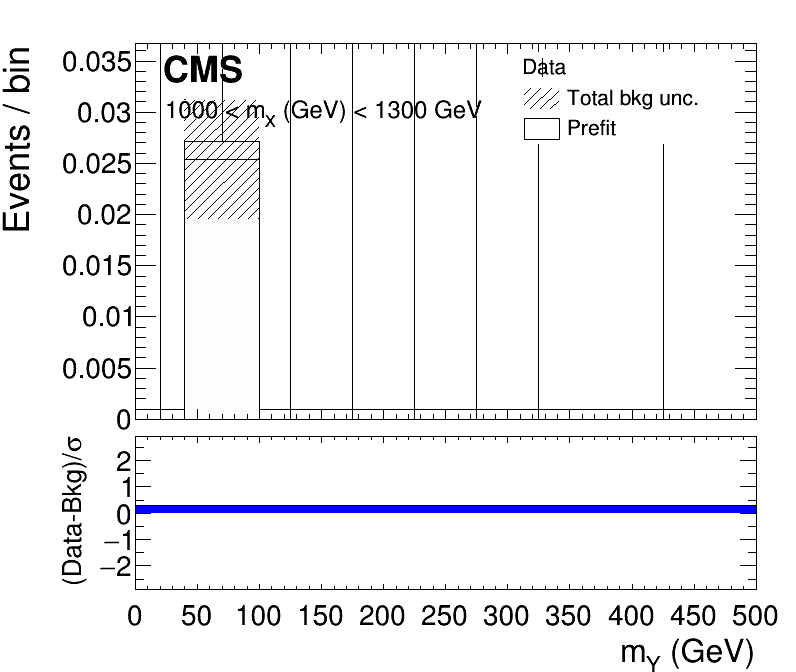 Events / bin
0.035
0.03
0.025
0.02
0.015
0.01
0.005
0
CMS
1000 < mX (GeV) < 1300 GeV
Data
Total bkg unc.
Prefit
(Data-Bkg)/σ
2
1
0
−1
−2
0 50 100 150 200 250 300 350 400 450 500
mY (GeV)